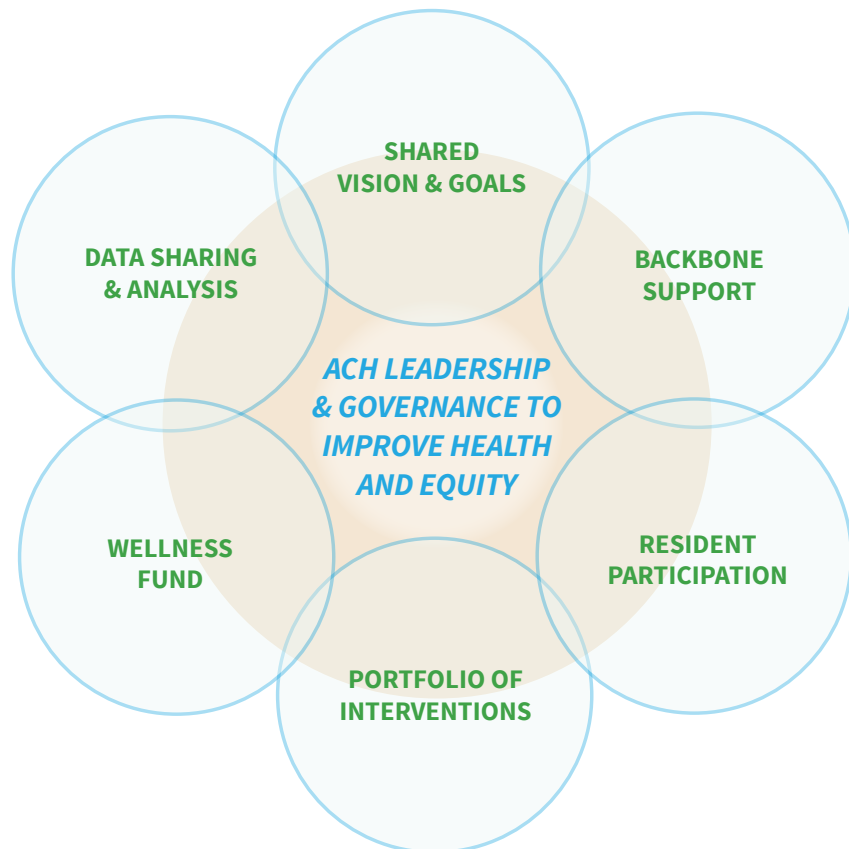 SHARED
VISION & GOALS
DATA SHARING
& ANALYSIS
BACKBONE
SUPPORT
ACH LEADERSHIP
& GOVERNANCE TO
IMPROVE HEALTH
AND EQUITY
WELLNESS
FUND
RESIDENT
PARTICIPATION
PORTFOLIO OF
INTERVENTIONS